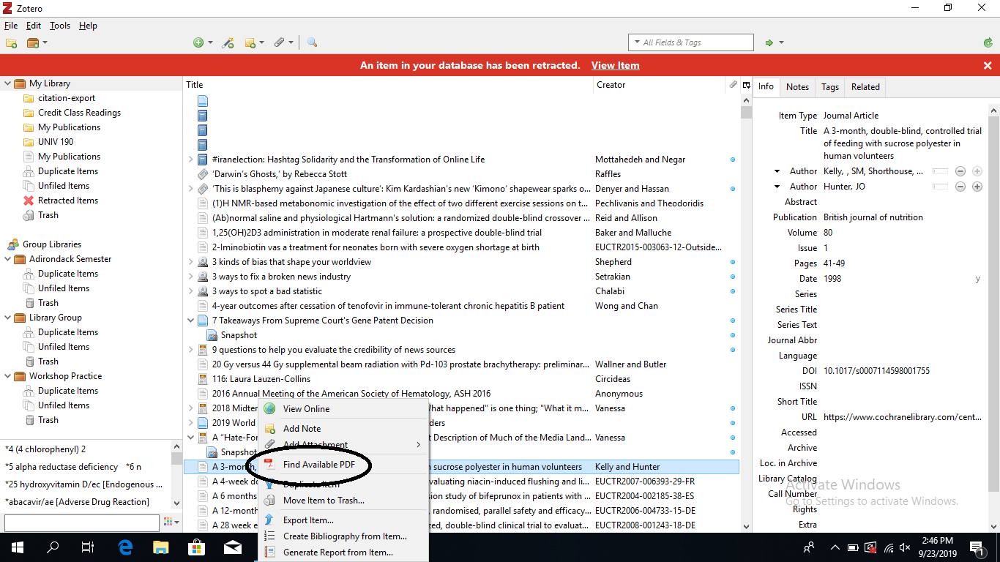 Zotero
File Edit Tools Help
All Fields & Tags
An item in your database has been retracted. View Item
My Library
citation-export
Credit Class Readings
My Publications
UNIV 190
My Publications
Duplicate Items
Unfiled Items
Retracted Items
Trash
Group Libraries
Adirondack Semester
Duplicate Items
Unfiled Items
Trash
Library Group
Duplicate Items
Unfiled Items
Trash
Workshop Practice
Duplicate Items
Unfiled Items
Trash
*4 (4 chlorophenyl) 2
*5 alpha reductase deficiency *6 n
*25 hydroxyvitamin D/ec [Endogenous ...
*abacavir/ae [Adverse Drug Reaction]
Title Creator
#iranelection: Hashtag Solidarity and the Transformation of Online Life Mottahedeh and Negar
‘Darwin’s Ghosts,’ by Rebecca Stott Raffles
‘This is blasphemy against Japanese culture’: Kim Kardashian’s new ‘Kimono’ shapewear sparks o... Denyer and Hassan
(1)H NMR-based metabonomic investigation of the effect of two different exercise sessions on t... Pechlivanis and Theodoridis
(Ab)normal saline and physiological Hartmann's solution: a randomized double-blind crossover ... Reid and Allison
1,25(OH)2D3 administration in moderate renal failure: a prospective double-blind trial Baker and Malluche
2-Iminobiotin vas a treatment for neonates born with severe oxygen shortage at birth EUCTR2015-003063-12-Outside...
3 kinds of bias that shape your worldview Shepherd
3 ways to fix a broken news industry Setrakian
3 ways to spot a bad statistic Chalabi
4-year outcomes after cessation of tenofovir in immune-tolerant chronic hepatitis B patient Wong and Chan
7 Takeaways From Supreme Court's Gene Patent Decision
Snapshot
9 questions to help you evaluate the credibility of news sources
20 Gy versus 44 Gy supplemental beam radiation with Pd-103 prostate brachytherapy: preliminar... Wallner and Butler
116: Laura Lauzen-Collins Circideas
2016 Annual Meeting of the American Society of Hematology, ASH 2016 Anonymous
2018 Midter hat happened" is one thing; "What it m... Vanessa
2019 World ders
A "Hate-For t Description of Much of the Media Land... Vanessa
Snapshot
A 3-month, sucrose polyester in human volunteers Kelly and Hunter
A 4-week do valuating niacin-induced flushing and li... EUCTR2007-006393-29-FR
A 6 months sion study of bifeprunox in patients with ... EUCTR2004-002185-38-ES
A 12-month randomised, parallel safety and efficacy... EUCTR2006-004733-15-DE
A 28 week e zed, double-blind clinical trial to evaluat... EUCTR2008-001243-18-DE
View Online
Add Note
Add Attachment
Find Available PDF
Duplicate Item
Move Item to Trash...
Export Item...
Create Bibliography from Item...
Generate Report from Item...
Info Notes Tags Related
Item Type Journal Article
Title A 3-month, double-blind, controlled trial
of feeding with sucrose polyester in
human volunteers
Author Kelly, , SM, Shorthouse, ...
Author Hunter, JO
Abstract
Publication British journal of nutrition
Volume 80
Issue 1
Pages 41-49
Date 1998 y
Series
Series Title
Series Text
Journal Abbr
Language
DOI 10.1017/s0007114598001755
ISSN
Short Title
URL https://www.cochranelibrary.com/cent...
Accessed
Archive
Loc. in Archive
Library Catalog
Call Number
Rights
Extra
Activate Windows
Go to Settings to activate Windows.
2:46 PM
9/23/2019
1